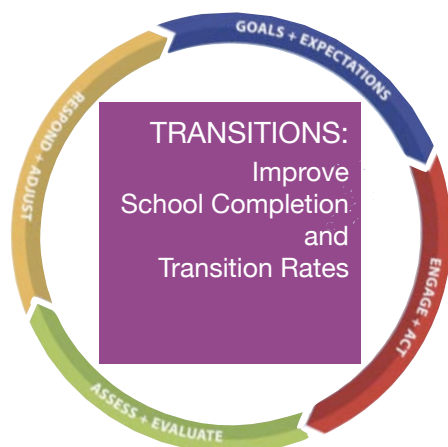 GOALS + EXPECTATIONS
RESPOND + ADJUST
TRANSITIONS:
Improve
School Completion
and
Transition Rates
ENGAGE + ACT
ASSESS + EVALUATE